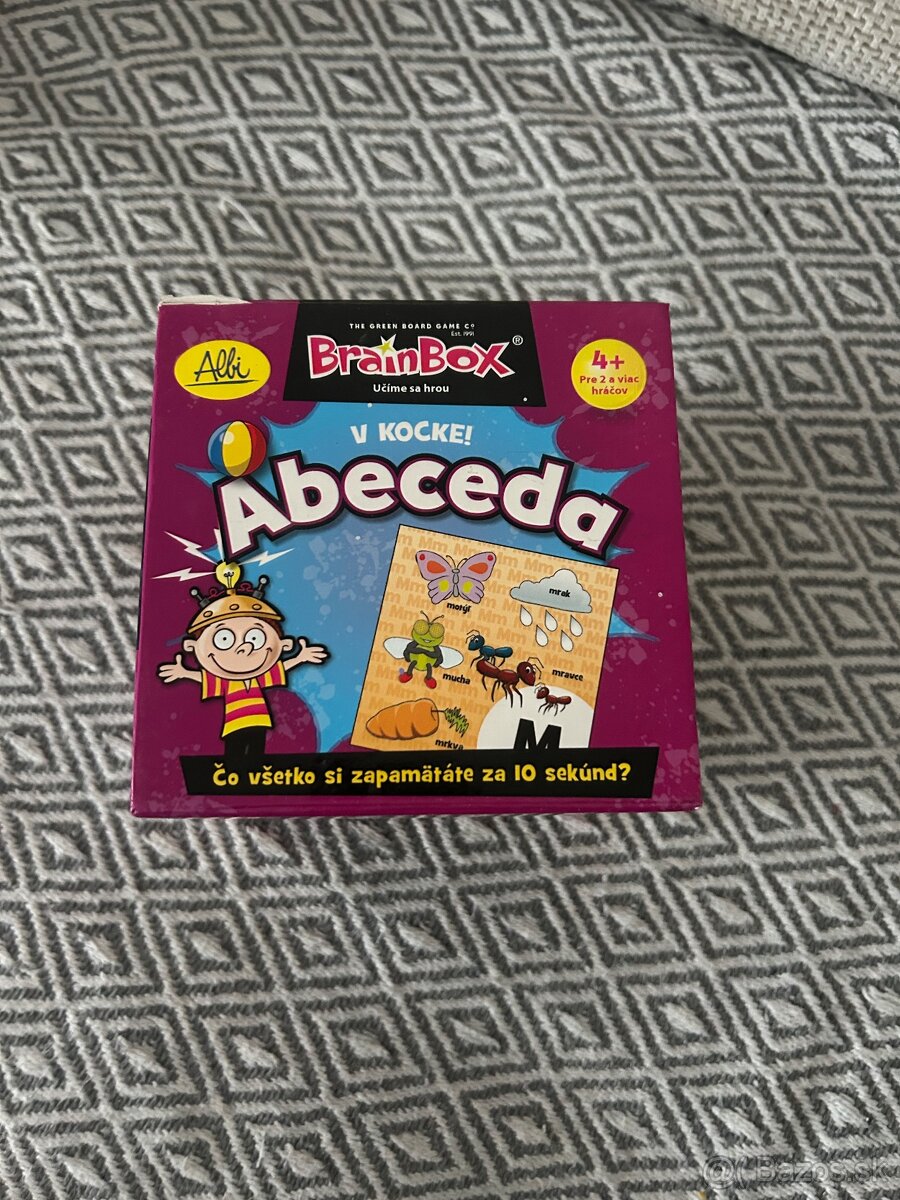 THE GREEN BOARD GAME Cº
Est. 1991
BrainBox®
Učíme sa hrou
Albi
4+
Pre 2 a viac
hráčov
V KOCKE!
Abeceda
motýľ
mrak
mucha
mravce
mrkva
M
Čo všetko si zapamätáte za 10 sekúnd?
@( Bazos.sk